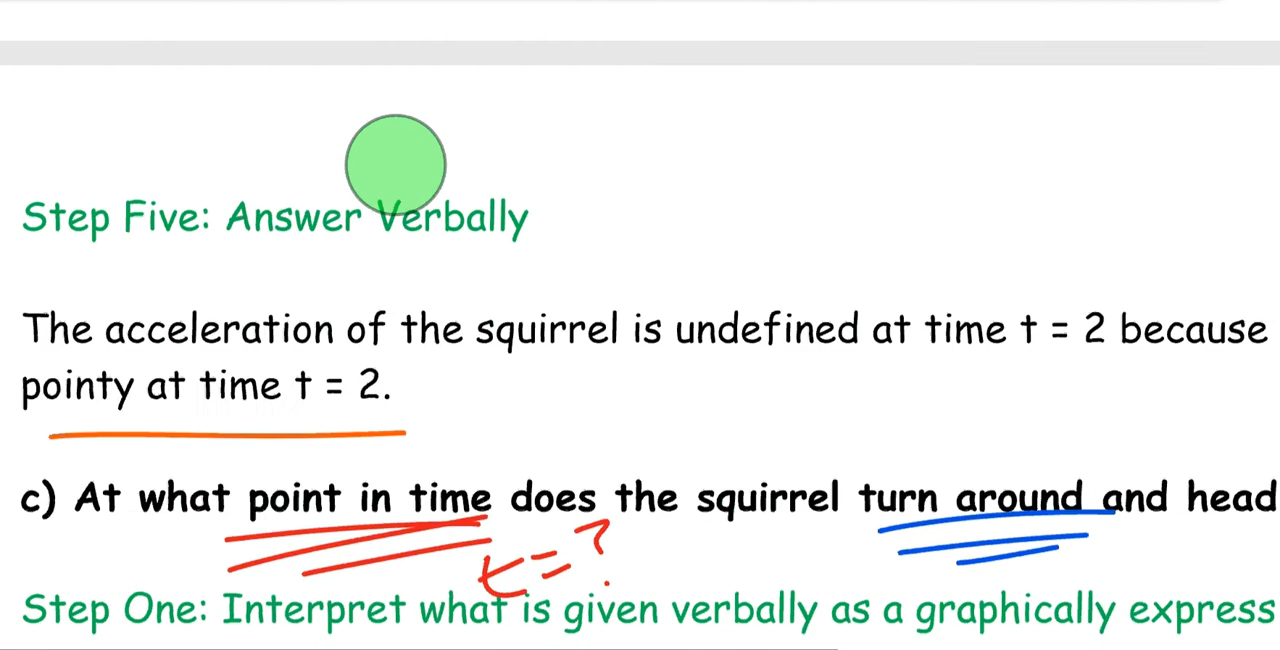 Step Five: Answer Verbally
The acceleration of the squirrel is undefined at time t = 2 because
pointy at time t = 2.
c) At what point in time does the squirrel turn around and head
t = ?
Step One: Interpret what is given verbally as a graphically express